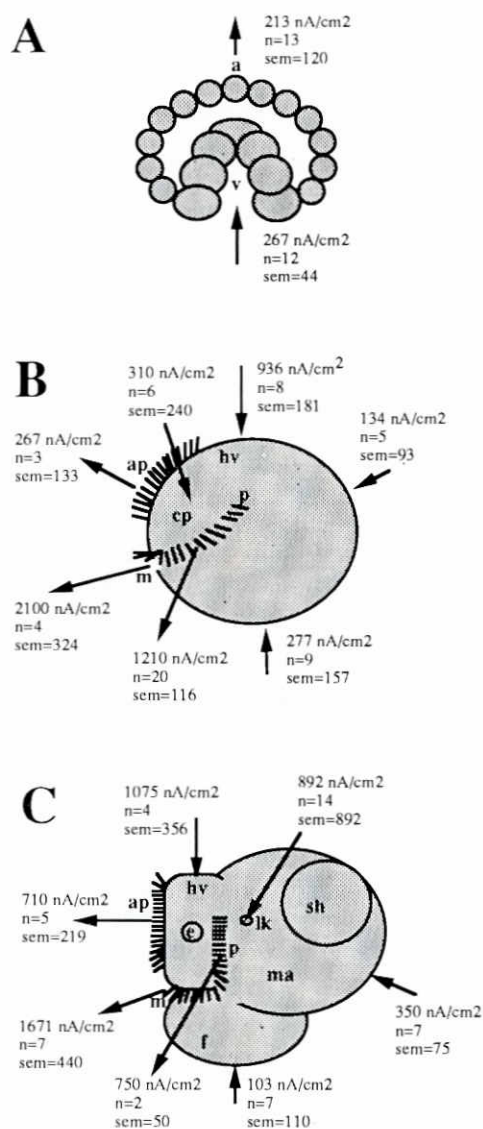 A
213 nA/cm2
n=13
sem=120
a
v
267 nA/cm2
n=12
sem=44
B
310 nA/cm2
n=6
sem=240
936 nA/cm2
n=8
sem=181
134 nA/cm2
n=5
sem=93
267 nA/cm2
n=3
sem=133
ap
hv
cp
p
m
2100 nA/cm2
n=4
sem=324
1210 nA/cm2
n=20
sem=116
277 nA/cm2
n=9
sem=157
C
1075 nA/cm2
n=4
sem=356
892 nA/cm2
n=14
sem=892
710 nA/cm2
n=5
sem=219
ap
hv
e
lk
sh
p
ma
m
f
1671 nA/cm2
n=7
sem=440
750 nA/cm2
n=2
sem=50
103 nA/cm2
n=7
sem=110
350 nA/cm2
n=7
sem=75